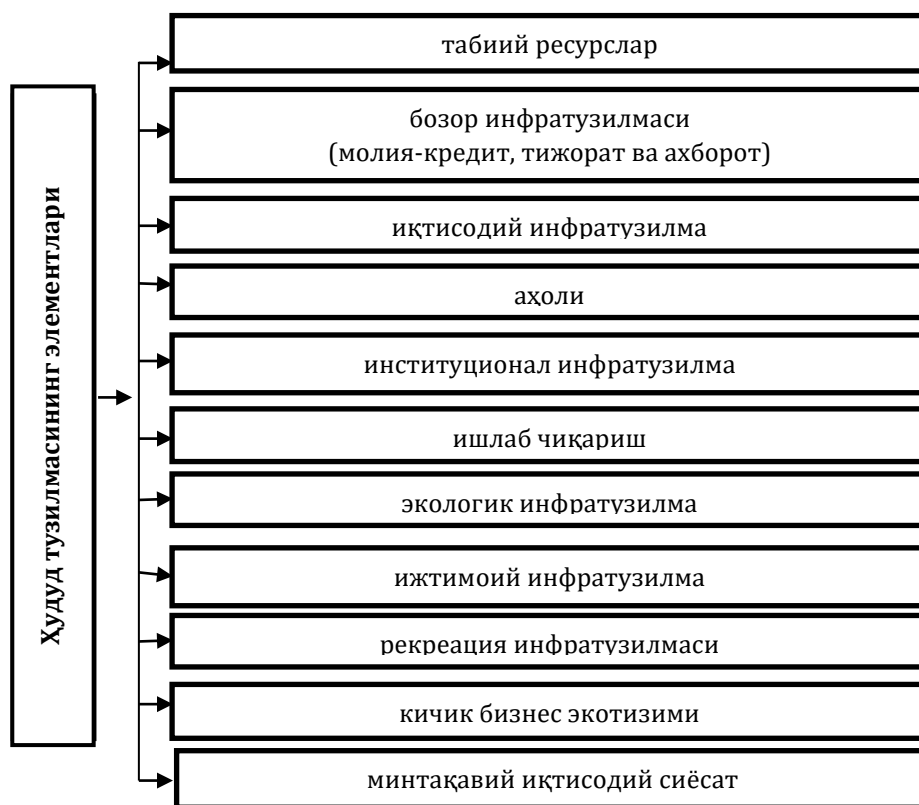 Ҳудуд тузилмасининг элементлари
табиий ресурслар
бозор инфратузилмаси
(молия-кредит, тижорат ва ахборот)
иқтисодий инфратузилма
аҳоли
институционал инфратузилма
ишлаб чиқариш
экологик инфратузилма
ижтимоий инфратузилма
рекреация инфратузилмаси
кичик бизнес экотизими
минтақавий иқтисодий сиёсат